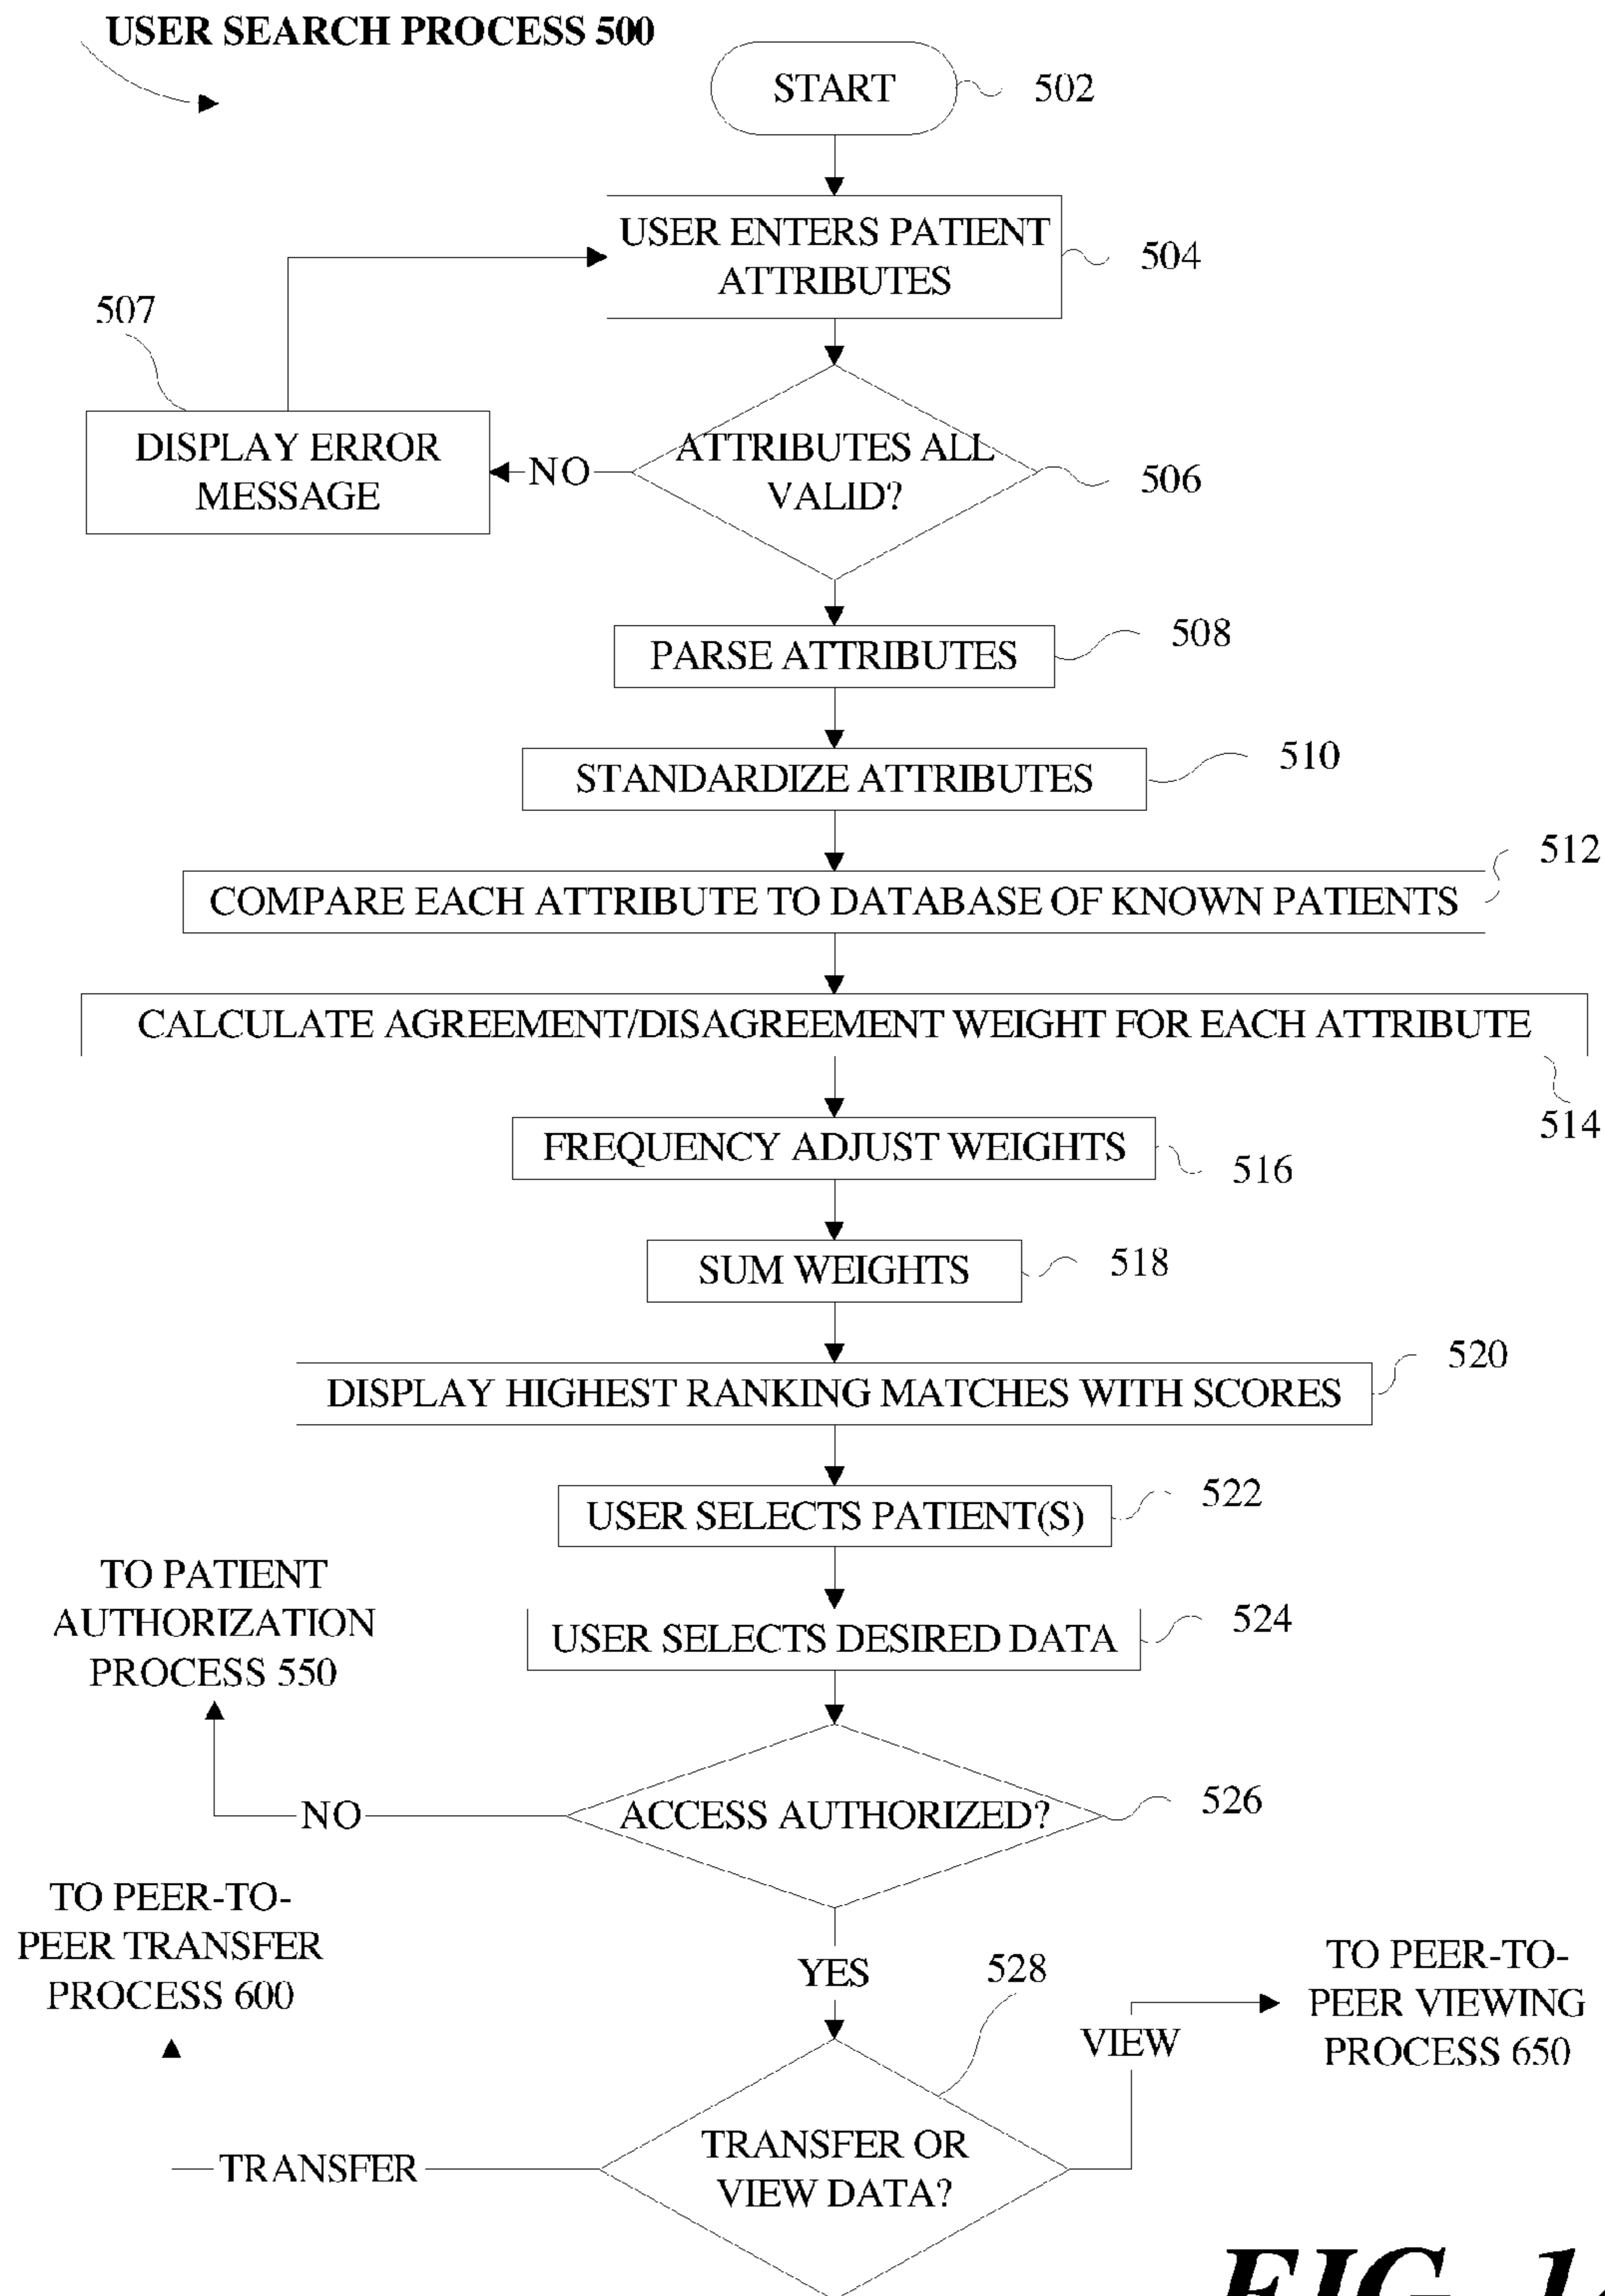 USER SEARCH PROCESS 500
START
502
USER ENTERS PATIENT
ATTRIBUTES
504
507
DISPLAY ERROR
MESSAGE
NO
ATTRIBUTES ALL
VALID?
506
PARSE ATTRIBUTES
508
STANDARDIZE ATTRIBUTES
510
512
COMPARE EACH ATTRIBUTE TO DATABASE OF KNOWN PATIENTS
CALCULATE AGREEMENT/DISAGREEMENT WEIGHT FOR EACH ATTRIBUTE
514
FREQUENCY ADJUST WEIGHTS
516
SUM WEIGHTS
518
520
DISPLAY HIGHEST RANKING MATCHES WITH SCORES
USER SELECTS PATIENT(S)
522
TO PATIENT
AUTHORIZATION
PROCESS 550
USER SELECTS DESIRED DATA
524
NO
ACCESS AUTHORIZED?
526
TO PEER-TO-
PEER TRANSFER
PROCESS 600
YES
528
VIEW
TO PEER-TO-
PEER VIEWING
PROCESS 650
TRANSFER
TRANSFER OR
VIEW DATA?
FIG.